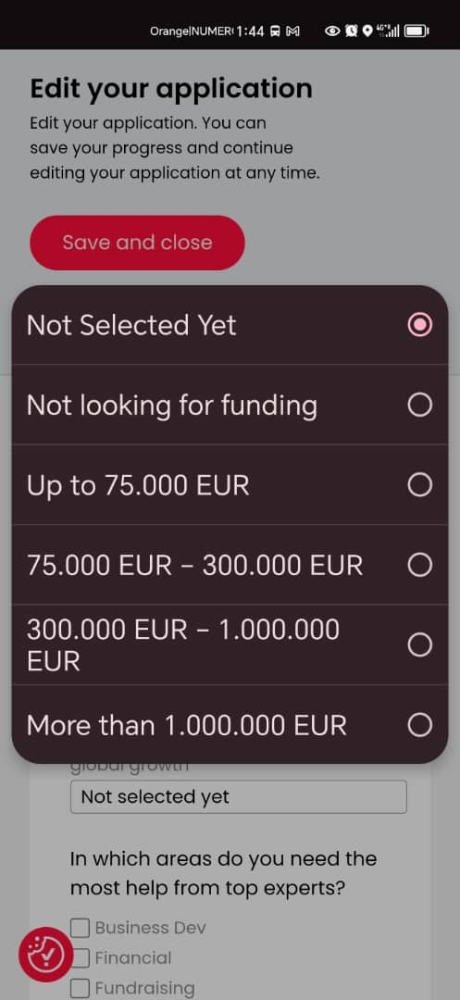 Orange|NUMERI 1:44
4G+
Edit your application
Edit your application. You can
save your progress and continue
editing your application at any time.
Save and close
Not Selected Yet
Not looking for funding
Up to 75.000 EUR
75.000 EUR - 300.000 EUR
300.000 EUR - 1.000.000
EUR
More than 1.000.000 EUR
global growth
Not selected yet
In which areas do you need the
most help from top experts?
Business Dev
Financial
Fundraising